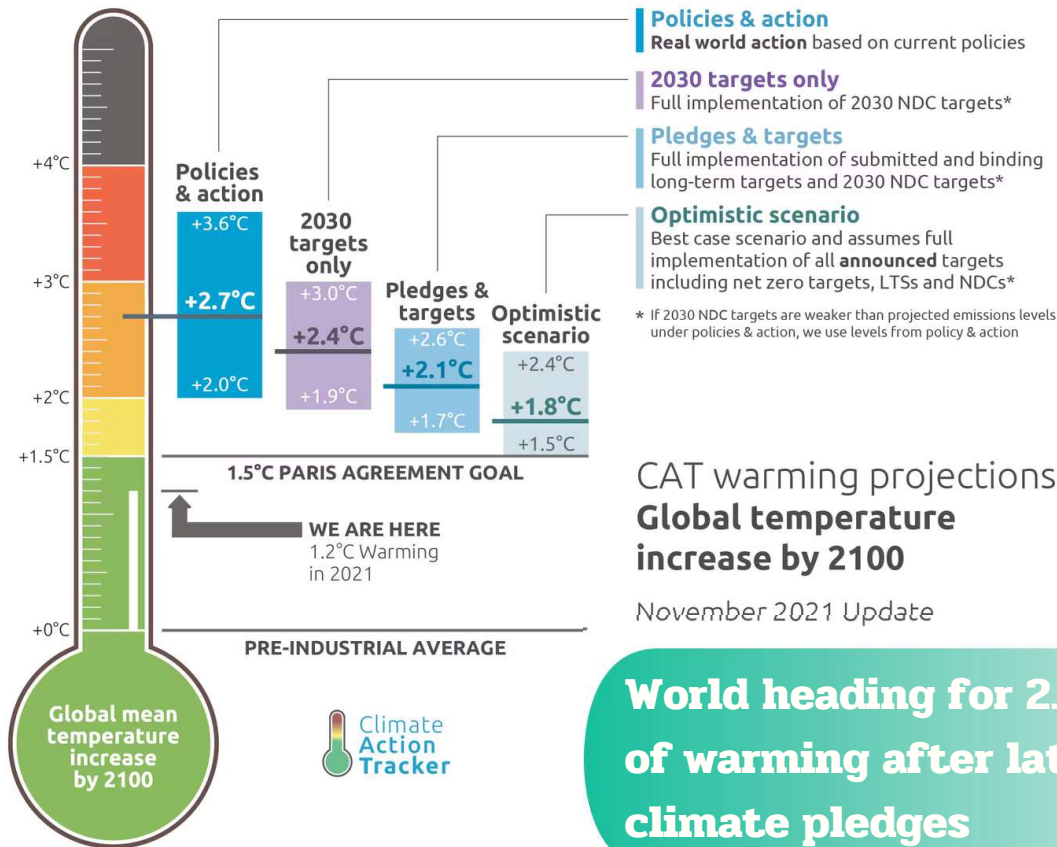 +4°C
+3°C
+2°C
+1.5°C
+0°C
Global mean
temperature
increase
by 2100
Policies
& action
+3.6°C
+2.7°C
+2.0°C
2030
targets
only
+3.0°C
+2.4°C
+1.9°C
Pledges &
targets
+2.6°C
+2.1°C
+1.7°C
Optimistic
scenario
+2.4°C
+1.8°C
+1.5°C
1.5°C PARIS AGREEMENT GOAL
WE ARE HERE
1.2°C Warming
in 2021
PRE-INDUSTRIAL AVERAGE
Climate
Action
Tracker
Policies & action
Real world action based on current policies
2030 targets only
Full implementation of 2030 NDC targets*
Pledges & targets
Full implementation of submitted and binding
long-term targets and 2030 NDC targets*
Optimistic scenario
Best case scenario and assumes full
implementation of all announced targets
including net zero targets, LTSs and NDCs*
* If 2030 NDC targets are weaker than projected emissions levels
under policies & action, we use levels from policy & action
CAT warming projections
Global temperature
increase by 2100
November 2021 Update
World heading for 2.
of warming after
climate pledges